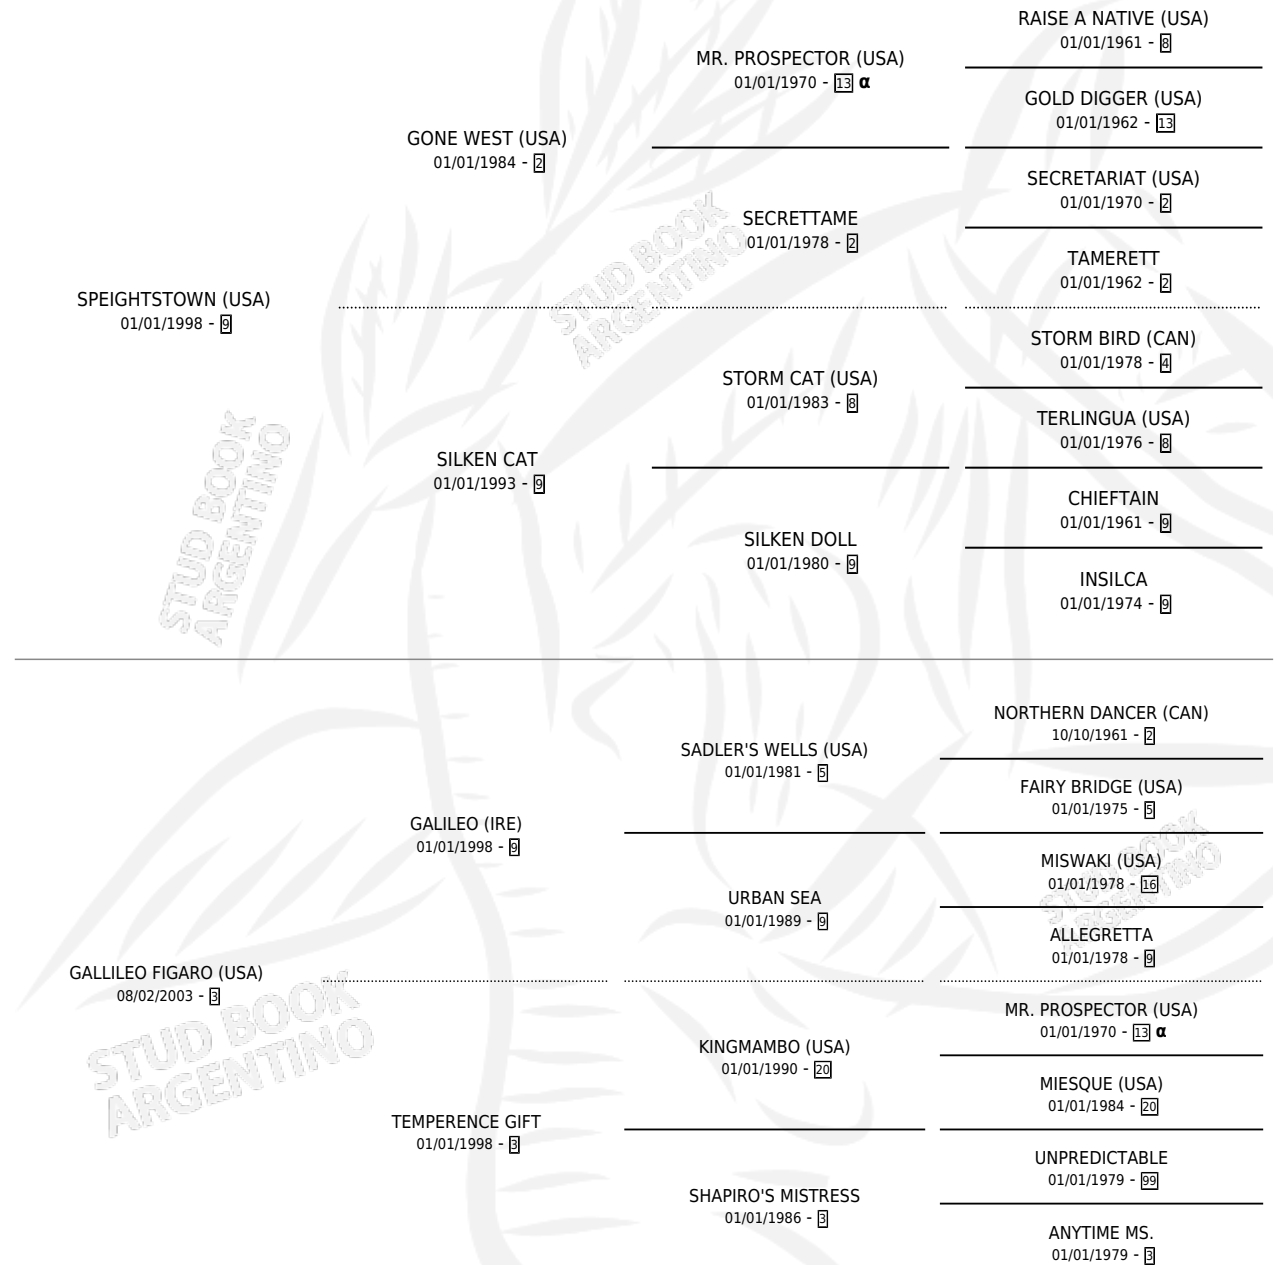 RAISE A NATIVE (USA)
01/01/1961 - 8
MR. PROSPECTOR (USA)
01/01/1970 - 13 α
GOLD DIGGER (USA)
01/01/1962 - 13
GONE WEST (USA)
01/01/1984 - 2
SECRETARIAT (USA)
01/01/1970 - 2
SECRETTAME
01/01/1978 - 2
TAMERETT
01/01/1962 - 2
SPEIGHTSTOWN (USA)
01/01/1998 - 9
STORM BIRD (CAN)
01/01/1978 - 4
STORM CAT (USA)
01/01/1983 - 8
TERLINGUA (USA)
01/01/1976 - 8
SILKEN CAT
01/01/1993 - 9
CHIEFTAIN
01/01/1961 - 9
SILKEN DOLL
01/01/1980 - 9
INSILCA
01/01/1974 - 9
NORTHERN DANCER (CAN)
10/10/1961 - 2
SADLER'S WELLS (USA)
01/01/1981 - 5
FAIRY BRIDGE (USA)
01/01/1975 - 5
GALILEO (IRE)
01/01/1998 - 9
MISWAKI (USA)
01/01/1978 - 16
URBAN SEA
01/01/1989 - 9
ALLEGRETTA
01/01/1978 - 9
GALLILEO FIGARO (USA)
08/02/2003 - 3
MR. PROSPECTOR (USA)
01/01/1970 - 13 α
KINGMAMBO (USA)
01/01/1990 - 20
MIESQUE (USA)
01/01/1984 - 20
TEMPERENCE GIFT
01/01/1998 - 3
UNPREDICTABLE
01/01/1979 - 99
SHAPIRO'S MISTRESS
01/01/1986 - 3
ANYTIME MS.
01/01/1979 - 3
STUD BOOK
ARGENTINO
STUD BOOK
ARGENTINO
STUD BOOK
ARGENTINO
STUD BOOK
ARGENTINO